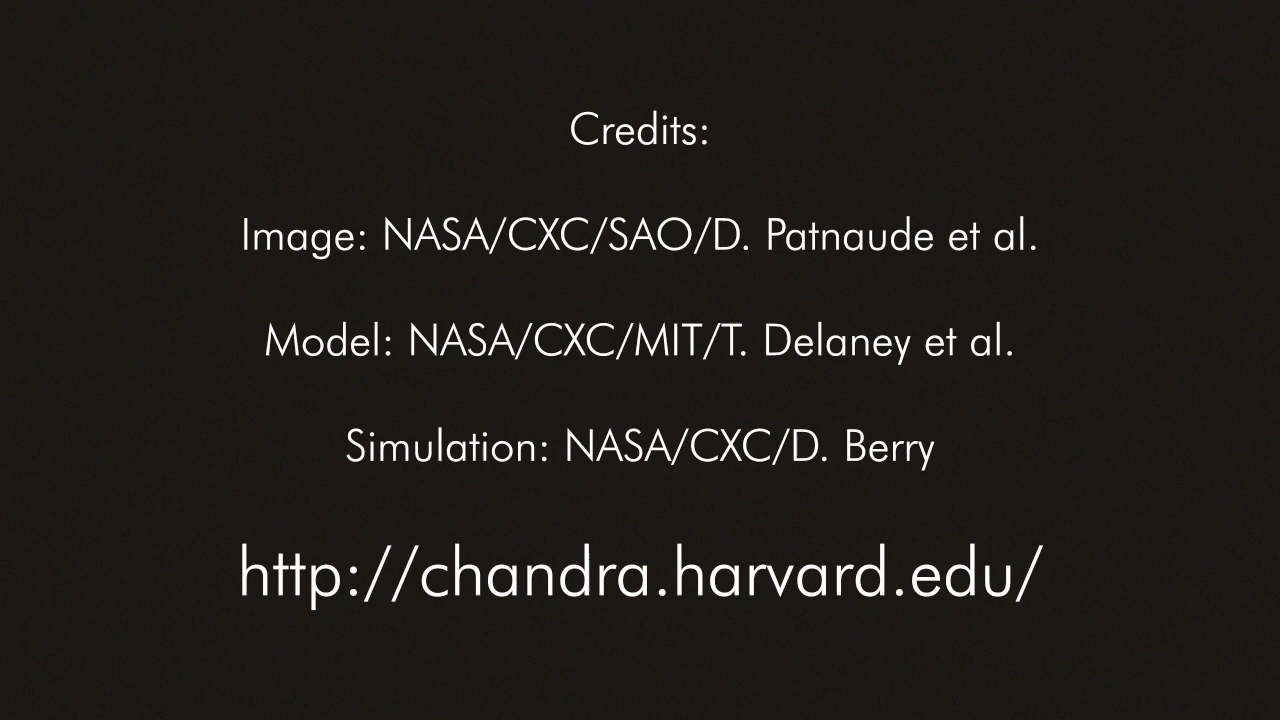 Credits:
Image: NASA/CXC/SAO/D. Patnaude et al.
Model: NASA/CXC/MIT/T. Delaney et al.
Simulation: NASA/CXC/D. Berry
http://chandra.harvard.edu/